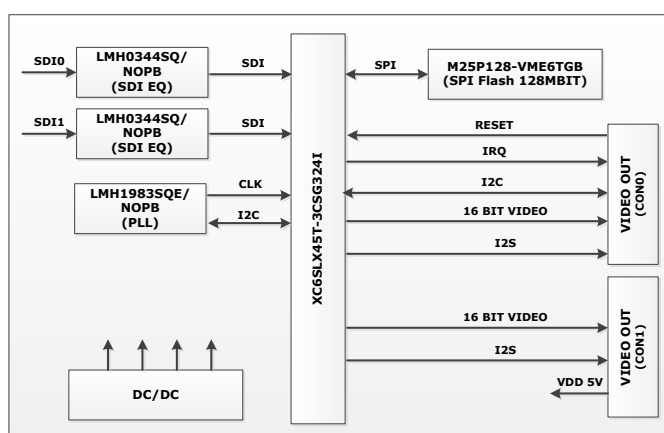 SDI0
LMH0344SQ/
NOPB
(SDI EQ)
SDI
SDI1
LMH0344SQ/
NOPB
(SDI EQ)
SDI
LMH1983SQE/
NOPB
(PLL)
CLK
I2C
DC/DC
XC6SLX45T-3CSG324I
SPI
M25P128-VME6TGB
(SPI Flash 128MBIT)
RESET
IRQ
I2C
16 BIT VIDEO
I2S
VIDEO OUT
(CON0)
16 BIT VIDEO
I2S
VDD 5V
VIDEO OUT
(CON1)